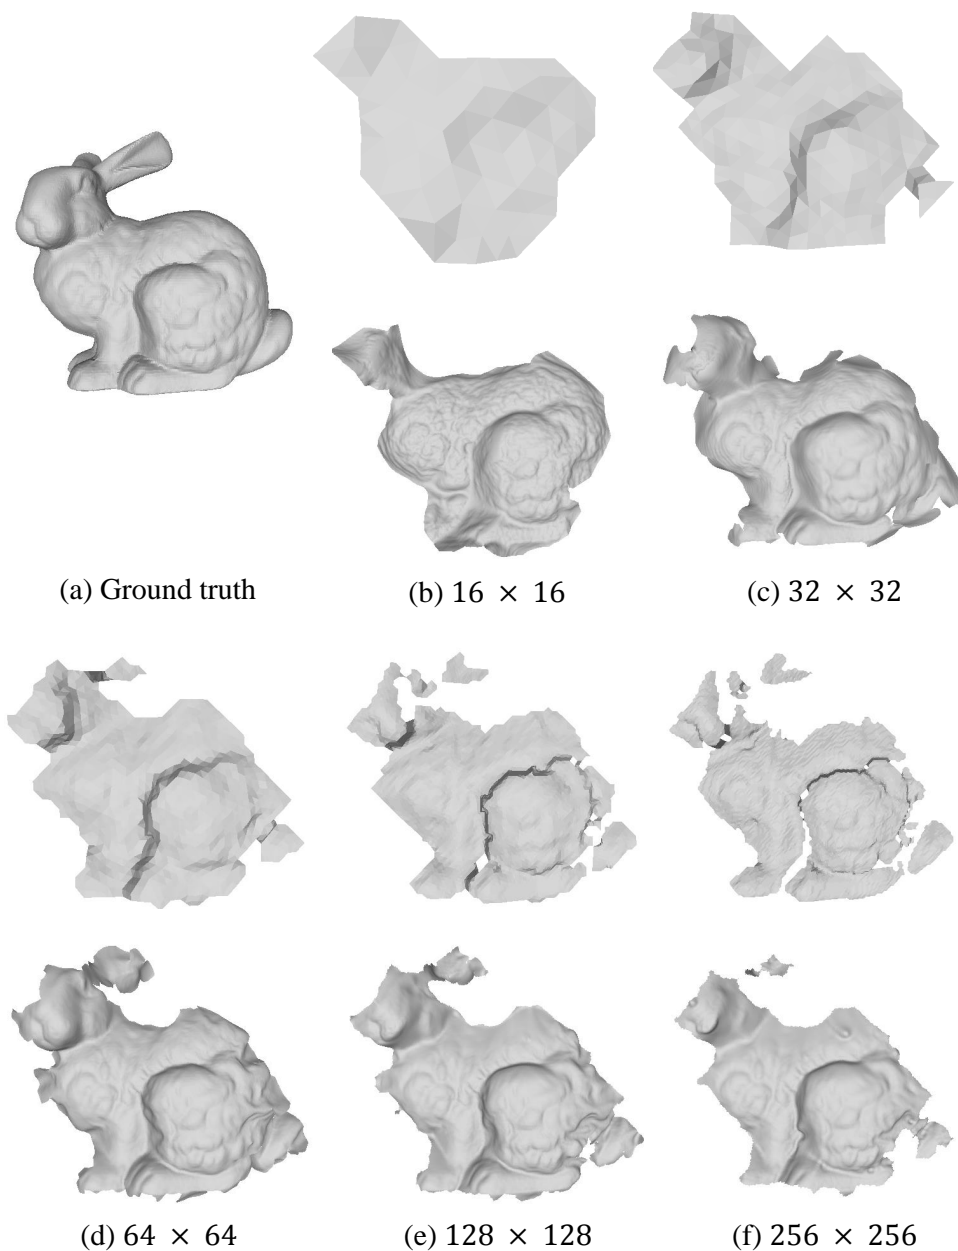 (a) Ground truth
(b) 16 × 16
(c) 32 × 32
(d) 64 × 64
(e) 128 × 128
(f) 256 × 256